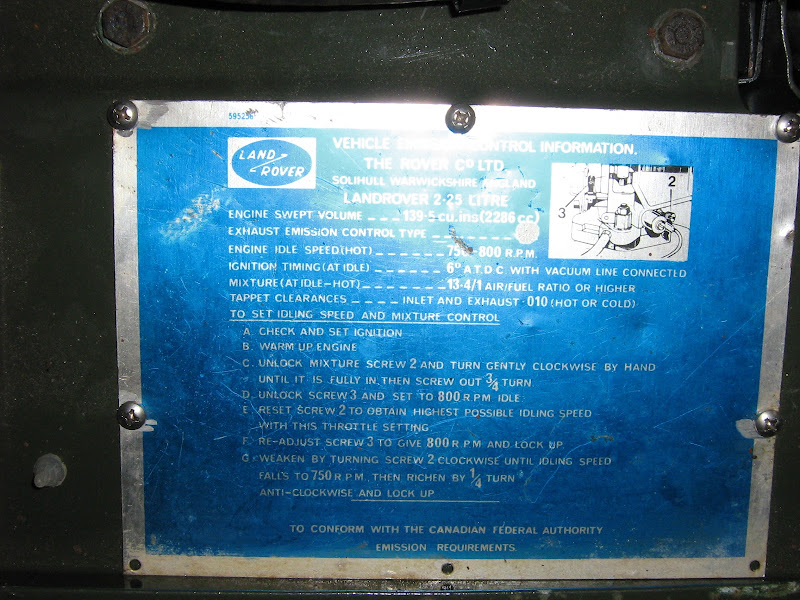 595256
LAND
ROVER
VEHICLE EMISSION CONTROL INFORMATION.
THE ROVER Cº LTD
SOLIHULL WARWICKSHIRE ENGLAND
LANDROVER 2·25 LITRE
3
2
ENGINE SWEPT VOLUME _ _ _ 139·5 cu.ins(2286 cc)
EXHAUST EMISSION CONTROL TYPE _ _ _ _ _
ENGINE IDLE SPEED(HOT) _ _ _ _ _ _ 750-800 R.P.M.
IGNITION TIMING(AT IDLE) _ _ _ _ _ _ 6º A.T.D.C. WITH VACUUM LINE CONNECTED
MIXTURE(AT IDLE-HOT) _ _ _ _ _ _ _ 13·4/1 AIR/FUEL RATIO OR HIGHER
TAPPET CLEARANCES _ _ _ _ INLET AND EXHAUST ·010 (HOT OR COLD)
TO SET IDLING SPEED AND MIXTURE CONTROL
A. CHECK AND SET IGNITION
B. WARM UP ENGINE
C. UNLOCK MIXTURE SCREW 2 AND TURN GENTLY CLOCKWISE BY HAND
UNTIL IT IS FULLY IN, THEN SCREW OUT 3/4 TURN
D. UNLOCK SCREW 3 AND SET TO 800 R.P.M. IDLE.
E. RESET SCREW 2 TO OBTAIN HIGHEST POSSIBLE IDLING SPEED
WITH THIS THROTTLE SETTING
F. RE-ADJUST SCREW 3 TO GIVE 800 R.P.M. AND LOCK UP.
G. WEAKEN BY TURNING SCREW 2 CLOCKWISE UNTIL IDLING SPEED
FALLS TO 750 R.P.M., THEN RICHEN BY 1/4 TURN
ANTI-CLOCKWISE AND LOCK UP
TO CONFORM WITH THE CANADIAN FEDERAL AUTHORITY
EMISSION REQUIREMENTS.